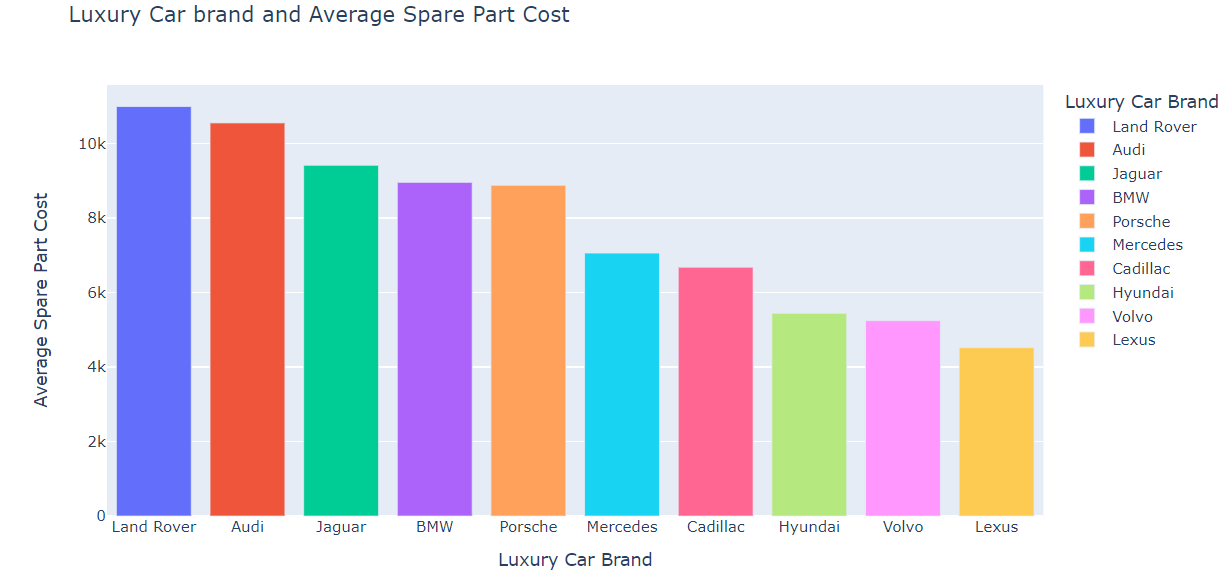 Luxury Car brand and Average Spare Part Cost
Average Spare Part Cost
10k
8k
6k
4k
2k
0
Land Rover Audi Jaguar BMW Porsche Mercedes Cadillac Hyundai Volvo Lexus
Luxury Car Brand
Luxury Car Brand
Land Rover
Audi
Jaguar
BMW
Porsche
Mercedes
Cadillac
Hyundai
Volvo
Lexus